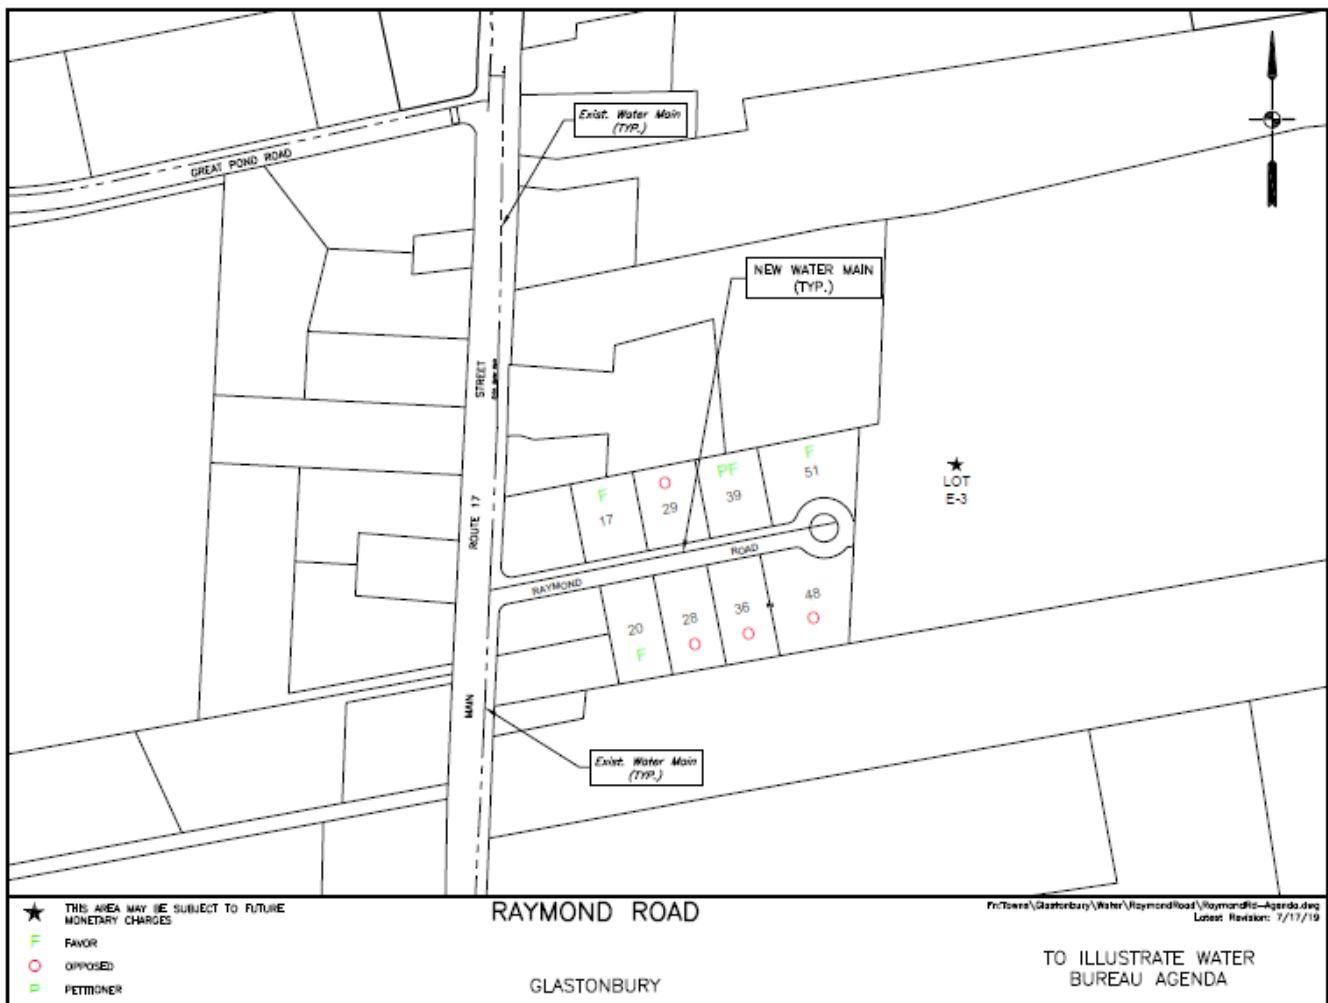 Exist. Water Main
(TYP.)
GREAT POND ROAD
NEW WATER MAIN
(TYP.)
STREET
F
51
PF
39
O
29
F
17
★
LOT
E-3
ROUTE 17
ROAD
RAYMOND
20
F
28
O
36
O
48
O
MAIN
Exist. Water Main
(TYP.)
★ THIS AREA MAY BE SUBJECT TO FUTURE
MONETARY CHARGES
F FAVOR
O OPPOSED
P PETITIONER
RAYMOND ROAD
GLASTONBURY
Latest Revision: 7/17/19
TO ILLUSTRATE WATER
BUREAU AGENDA